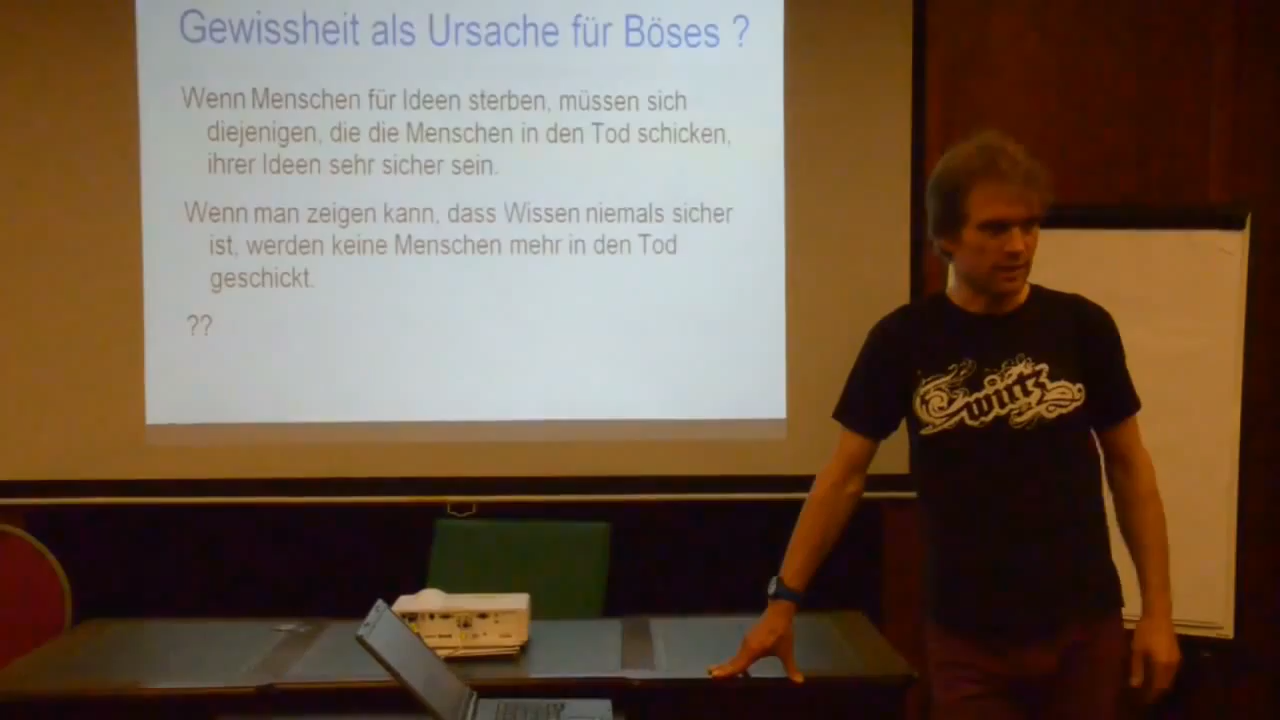 Gewissheit als Ursache für Böses ?
Wenn Menschen für Ideen sterben, müssen sich
diejenigen, die die Menschen in den Tod schicken,
ihrer Ideen sehr sicher sein.
Wenn man zeigen kann, dass Wissen niemals sicher
ist, werden keine Menschen mehr in den Tod
geschickt.
??